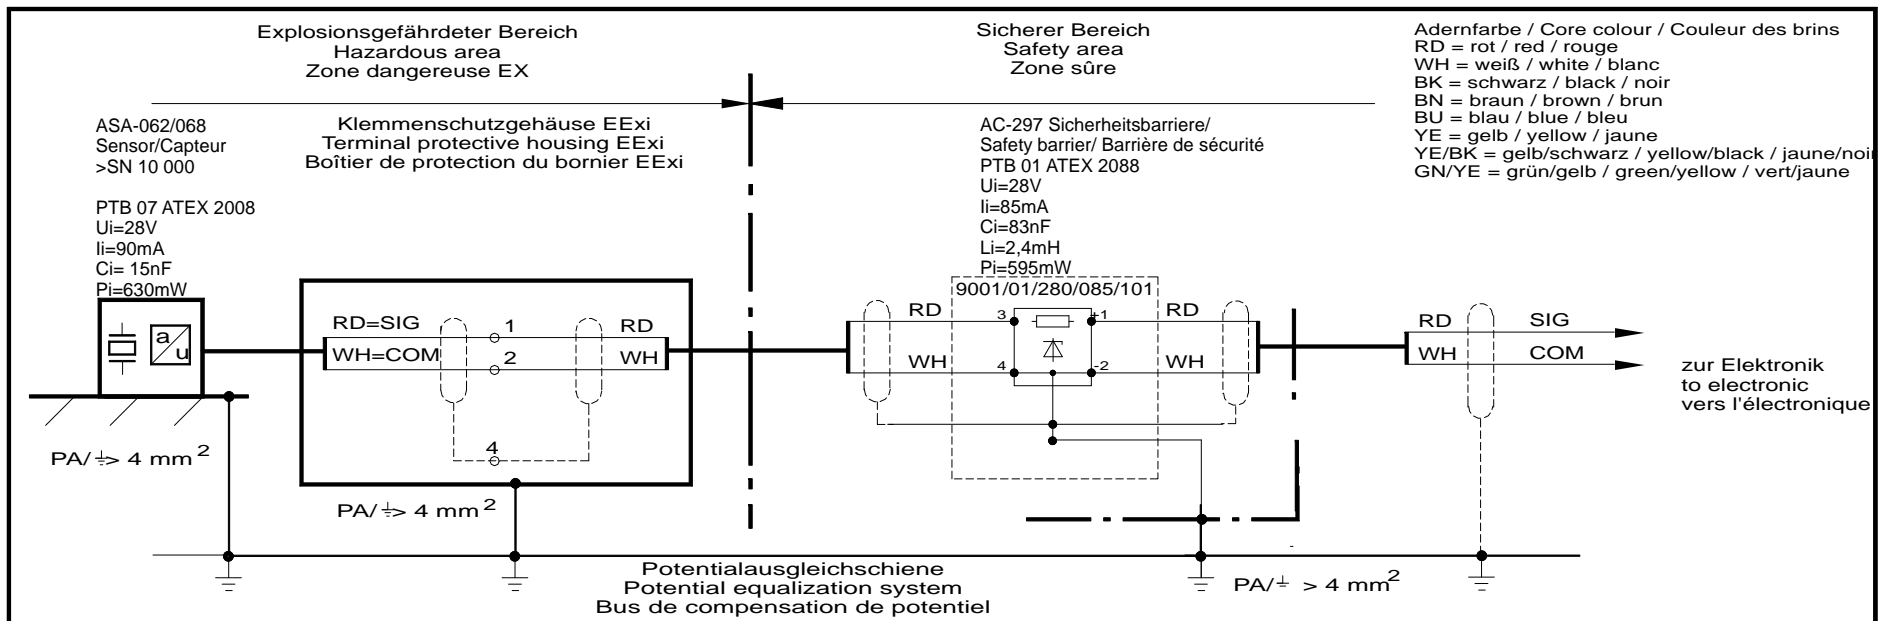 Explosionsgefährdeter Bereich
Hazardous area
Zone dangereuse EX
Sicherer Bereich
Safety area
Zone sûre
Adernfarbe / Core colour / Couleur des brins
RD = rot / red / rouge
WH = weiß / white / blanc
BK = schwarz / black / noir
BN = braun / brown / brun
BU = blau / blue / bleu
YE = gelb / yellow / jaune
YE/BK = gelb/schwarz / yellow/black / jaune/noir
GN/YE = grün/gelb / green/yellow / vert/jaune
ASA-062/068
Sensor/Capteur
>SN 10 000
PTB 07 ATEX 2008
Ui=28V
Ii=90mA
Ci= 15nF
Pi=630mW
Klemmenschutzgehäuse EExi
Terminal protective housing EExi
Boîtier de protection du bornier EExi
AC-297 Sicherheitsbarriere/
Safety barrier/ Barrière de sécurité
PTB 01 ATEX 2088
Ui=28V
Ii=85mA
Ci=83nF
Li=2,4mH
Pi=595mW
9001/01/280/085/101
a
u
RD=SIG
WH=COM
1
2
4
RD
WH
RD
WH
3
4
+1
-2
RD
WH
RD
WH
SIG
COM
zur Elektronik
to electronic
vers l'électronique
PA/⏚> 4 mm²
PA/⏚> 4 mm²
PA/⏚ > 4 mm²
Potentialausgleichschiene
Potential equalization system
Bus de compensation de potentiel